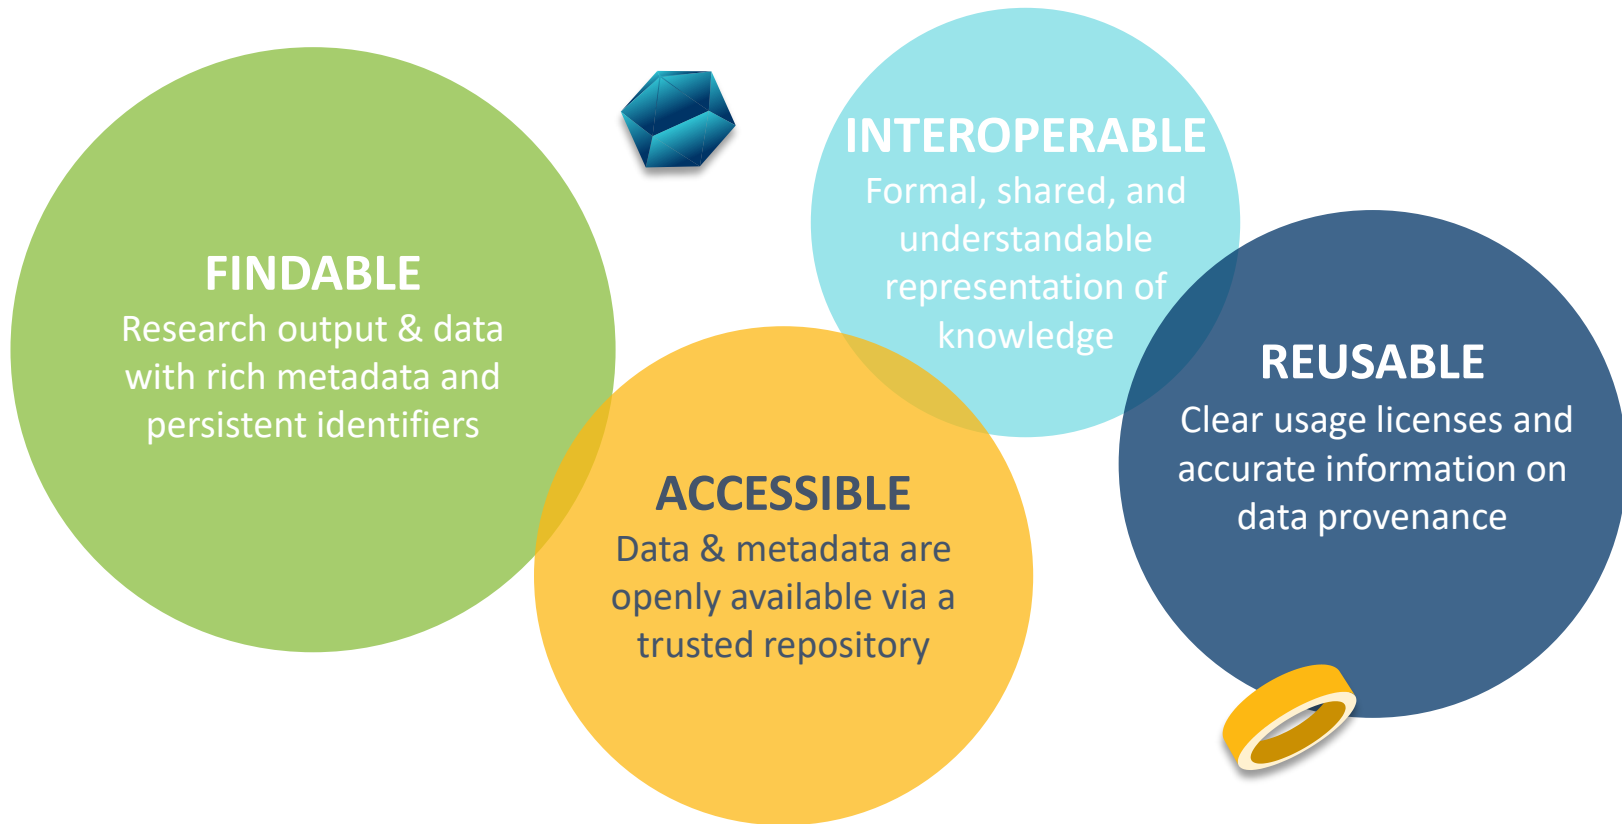 FINDABLE
Research output & data
with rich metadata and
persistent identifiers
ACCESSIBLE
Data & metadata are
openly available via a
trusted repository
INTEROPERABLE
Formal, shared, and
understandable
representation of
knowledge
REUSABLE
Clear usage licenses and
accurate information on
data provenance